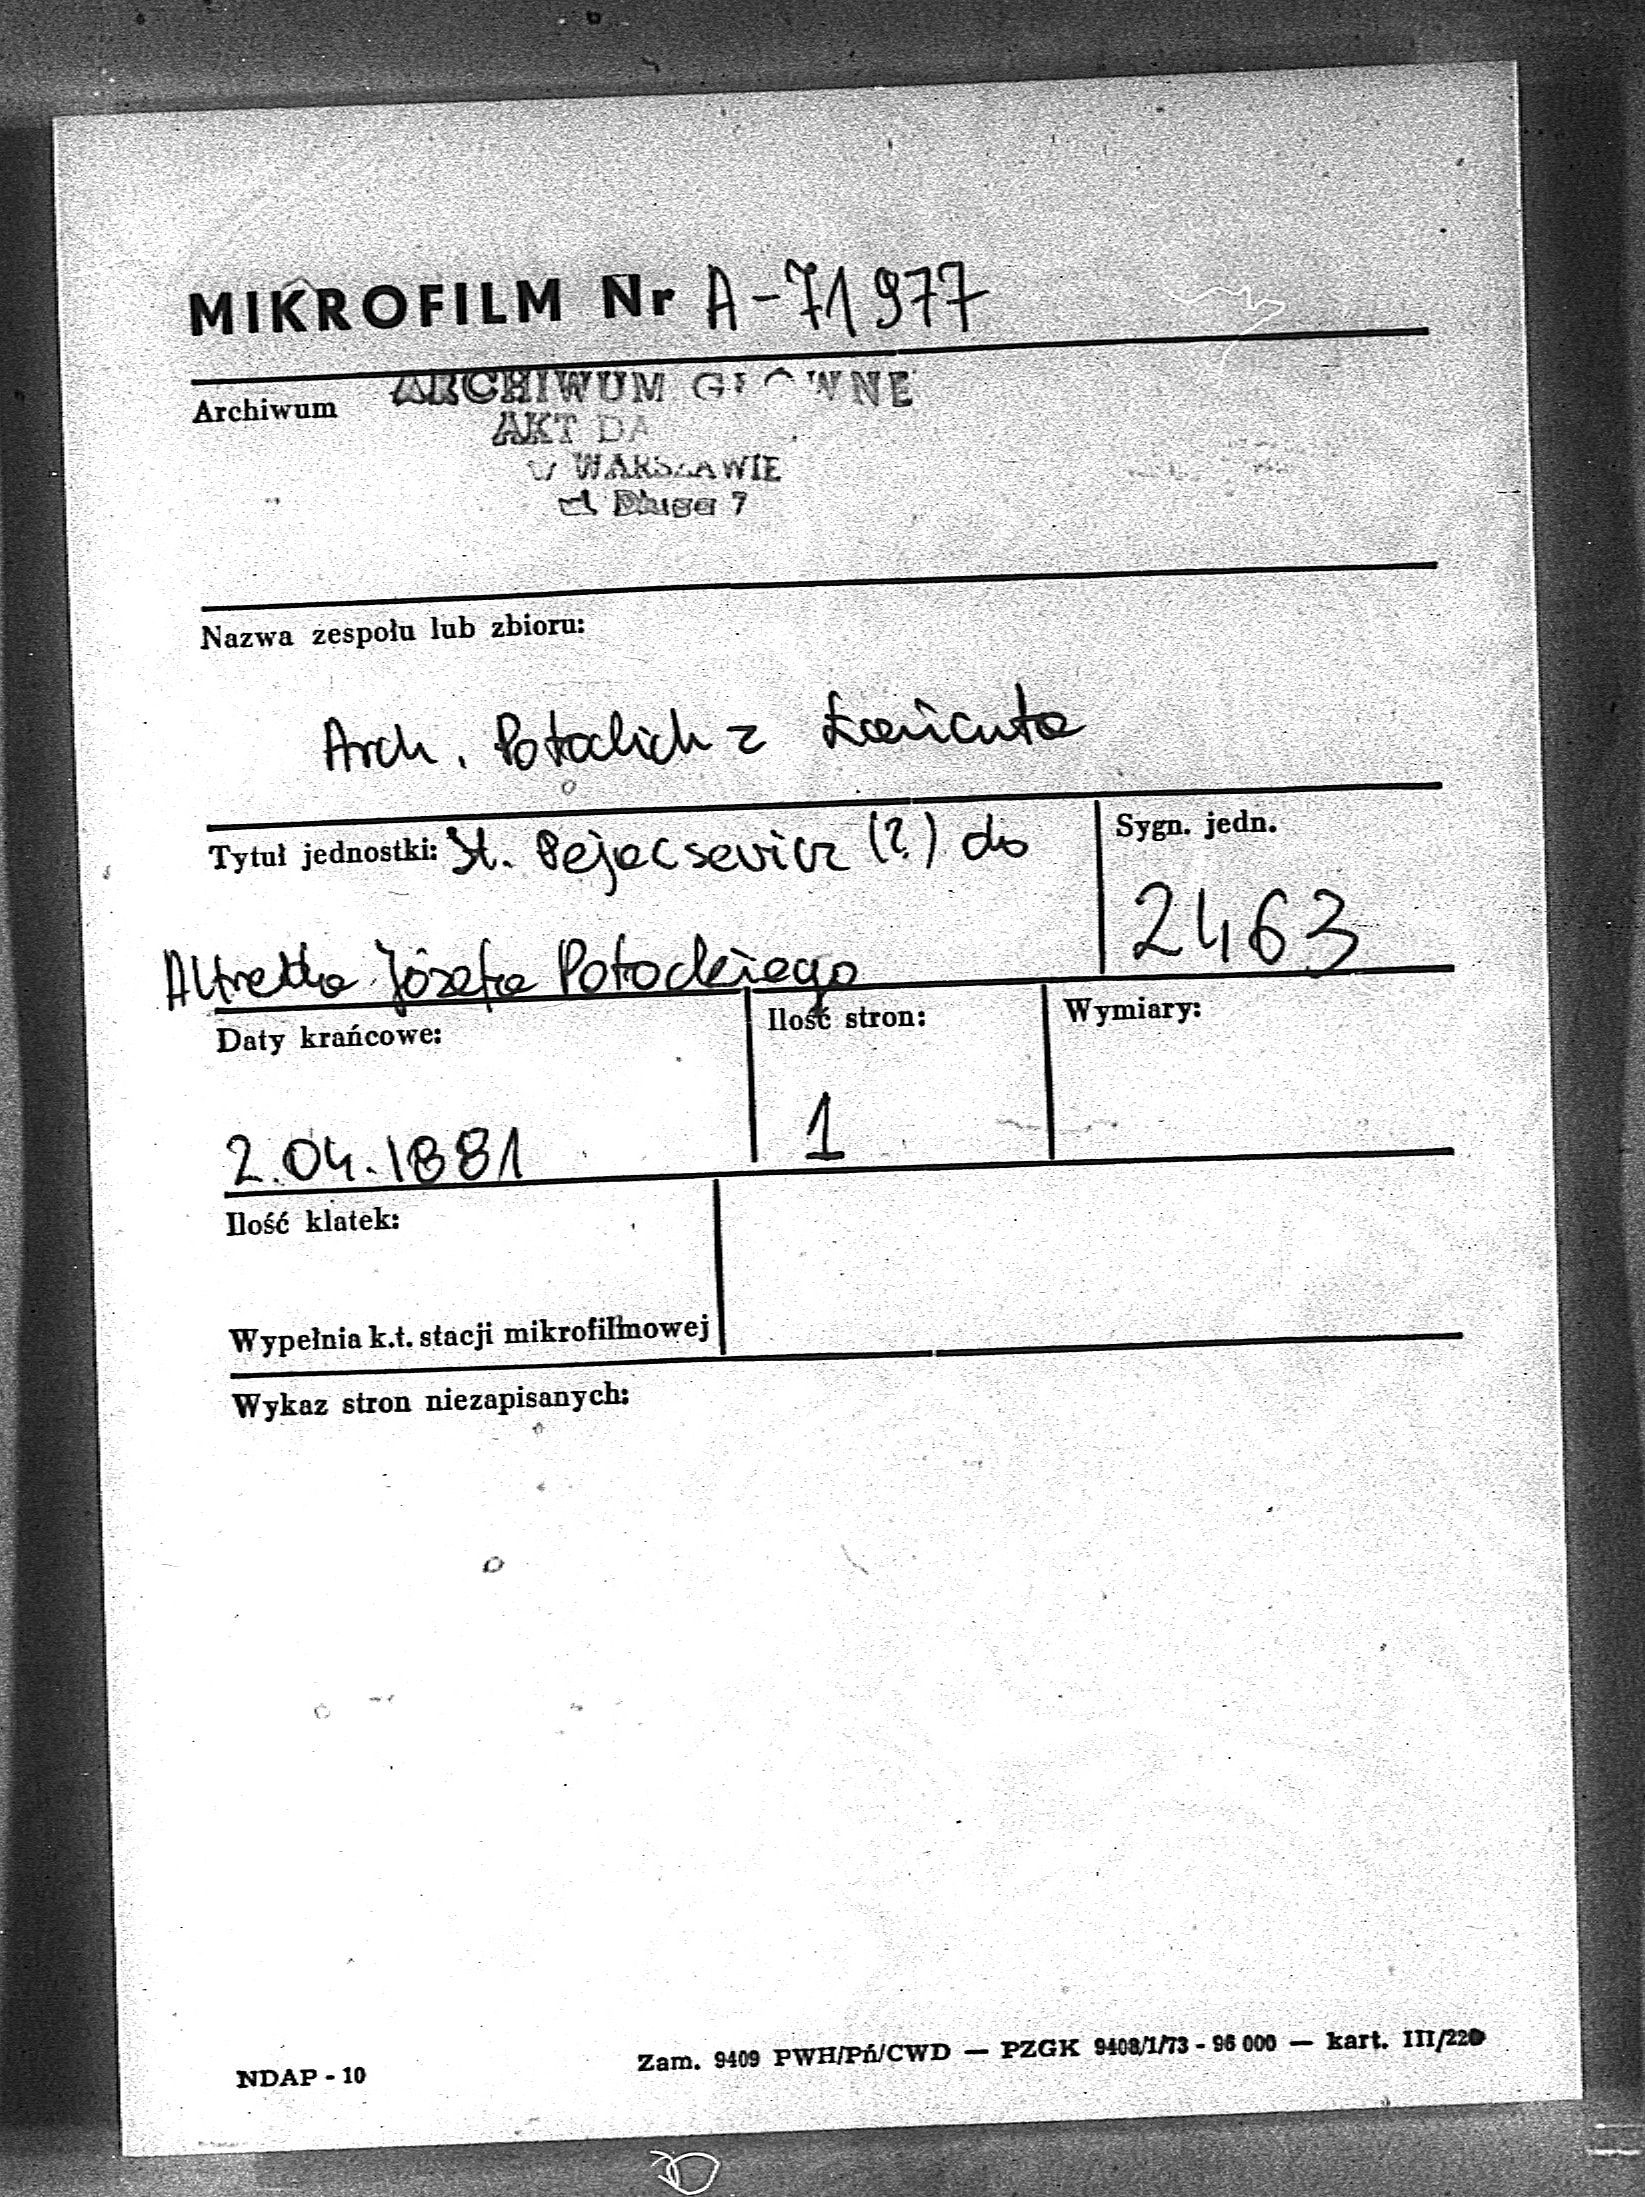 MIKROFILM Nr A-71977
Archiwum ARCHIWUM GŁÓWNE
AKT DA
W WARSZAWIE
ul Długa 7
Nazwa zespołu lub zbioru:
Arch. Potockich z Łańcuta
Tytuł jednostki: St. Pejacsevicz (?) do
Sygn. jedn.
2463
Alfreda Józefa Potockiego
Daty krańcowe:
Ilość stron:
Wymiary:
2.04.1881
1
Ilość klatek:
Wypełnia k.t. stacji mikrofilmowej
Wykaz stron niezapisanych:
NDAP - 10
Zam. 9409 PWH/Pń/CWD — PZGK 9408/1/73 - 96 000 — kart. III/220